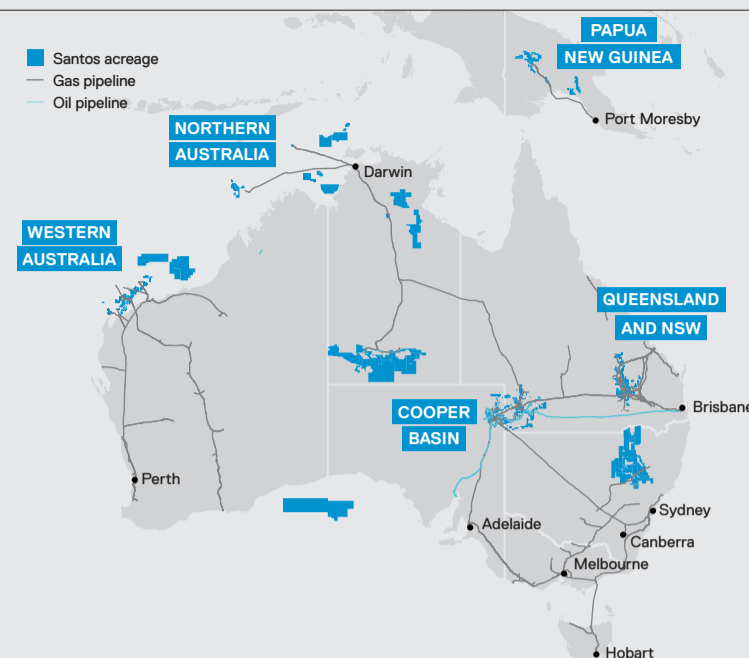 Santos acreage
Gas pipeline
Oil pipeline
PAPUA
NEW GUINEA
Port Moresby
NORTHERN
AUSTRALIA
Darwin
WESTERN
AUSTRALIA
QUEENSLAND
AND NSW
COOPER
BASIN
Brisbane
Perth
Adelaide
Sydney
Canberra
Melbourne
Hobart